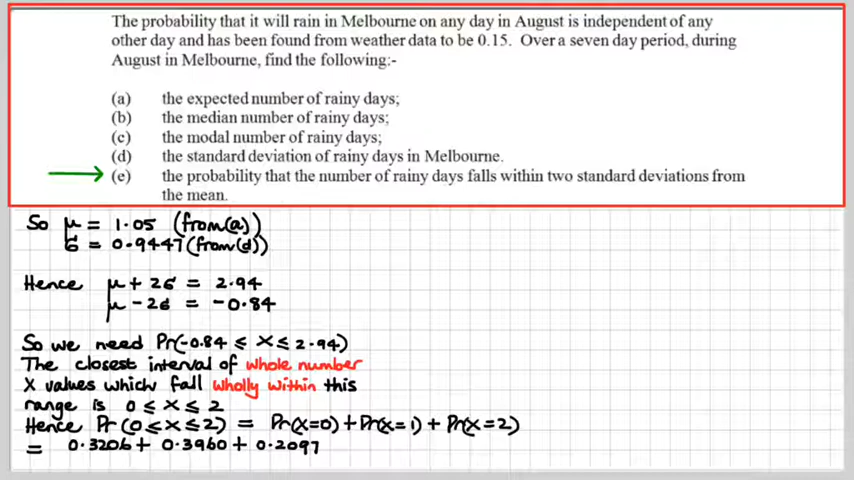 The probability that it will rain in Melbourne on any day in August is independent of any
other day and has been found from weather data to be 0.15. Over a seven day period, during
August in Melbourne, find the following:-
(a) the expected number of rainy days;
(b) the median number of rainy days;
(c) the modal number of rainy days;
(d) the standard deviation of rainy days in Melbourne.
(e) the probability that the number of rainy days falls within two standard deviations from
the mean.
So μ = 1.05 (from(a))
σ = 0.9447(from(d))
Hence μ + 2σ = 2.94
μ - 2σ = -0.84
So we need Pr(-0.84 ≤ X ≤ 2.94)
The closest interval of whole number
X values which fall wholly within this
range is 0 ≤ X ≤ 2
Hence Pr(0≤X≤2) = Pr(X=0) + Pr(X=1) + Pr(X=2)
= 0.3206 + 0.3960 + 0.2097